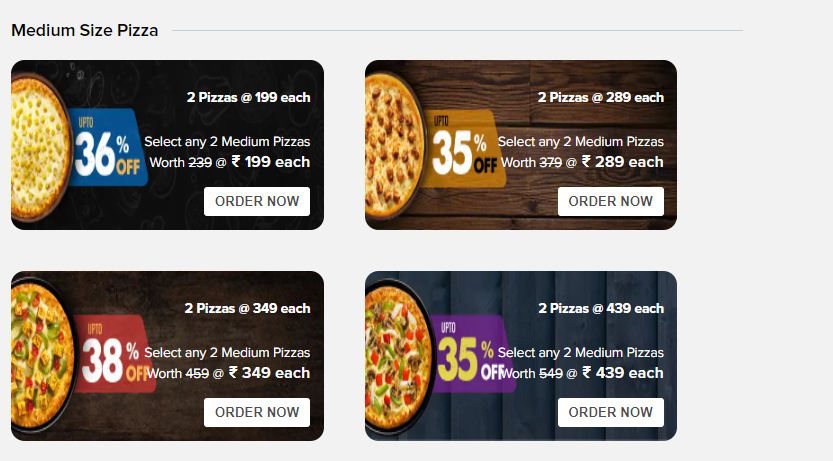 Medium Size Pizza
2 Pizzas @ 199 each
UPTO
36% OFF
Select any 2 Medium Pizzas
Worth 239 @ ₹ 199 each
ORDER NOW
2 Pizzas @ 289 each
UPTO
35% OFF
Select any 2 Medium Pizzas
Worth 379 @ ₹ 289 each
ORDER NOW
2 Pizzas @ 349 each
UPTO
38% OFF
Select any 2 Medium Pizzas
Worth 459 @ ₹ 349 each
ORDER NOW
2 Pizzas @ 439 each
UPTO
35% OFF
Select any 2 Medium Pizzas
Worth 549 @ ₹ 439 each
ORDER NOW